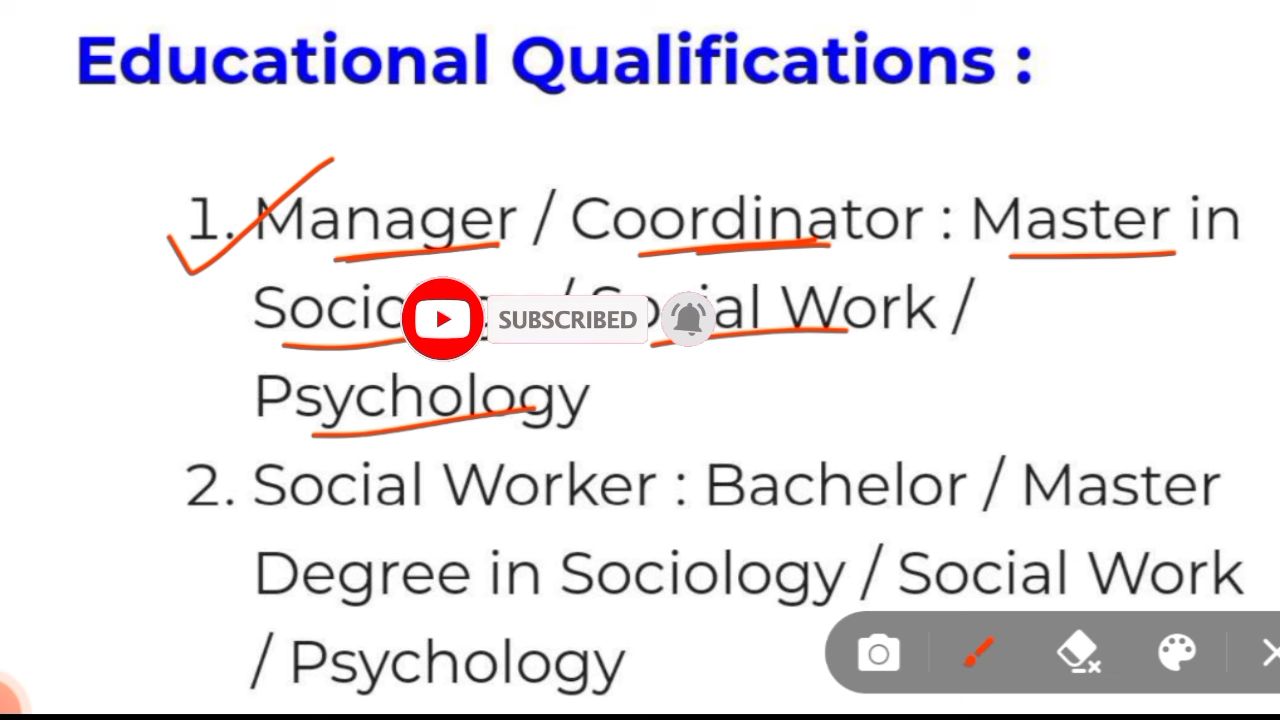 Educational Qualifications :
1. Manager / Coordinator : Master in
/ Work /
SUBSCRIBED
Psychology
2. Social Worker : Bachelor / Master
Degree in Sociology / Social Work
/ Psychology